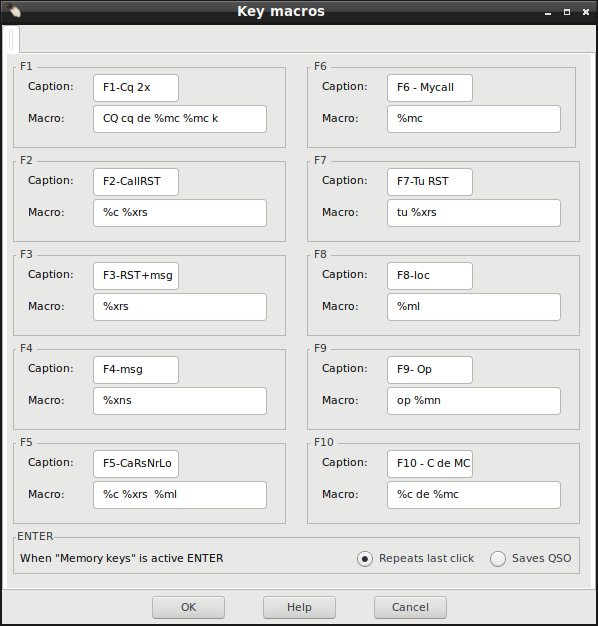 Key macros
F1
Caption: F1-Cq 2x
Macro: CQ cq de %mc %mc k
F2
Caption: F2-CallRST
Macro: %c %xrs
F3
Caption: F3-RST+msg
Macro: %xrs
F4
Caption: F4-msg
Macro: %xns
F5
Caption: F5-CaRsNrLo
Macro: %c %xrs  %ml
F6
Caption: F6 - Mycall
Macro: %mc
F7
Caption: F7-Tu RST
Macro: tu %xrs
F8
Caption: F8-loc
Macro: %ml
F9
Caption: F9- Op
Macro: op %mn
F10
Caption: F10 - C de MC
Macro: %c de %mc
ENTER
When "Memory keys" is active ENTER Repeats last click Saves QSO
OK Help Cancel